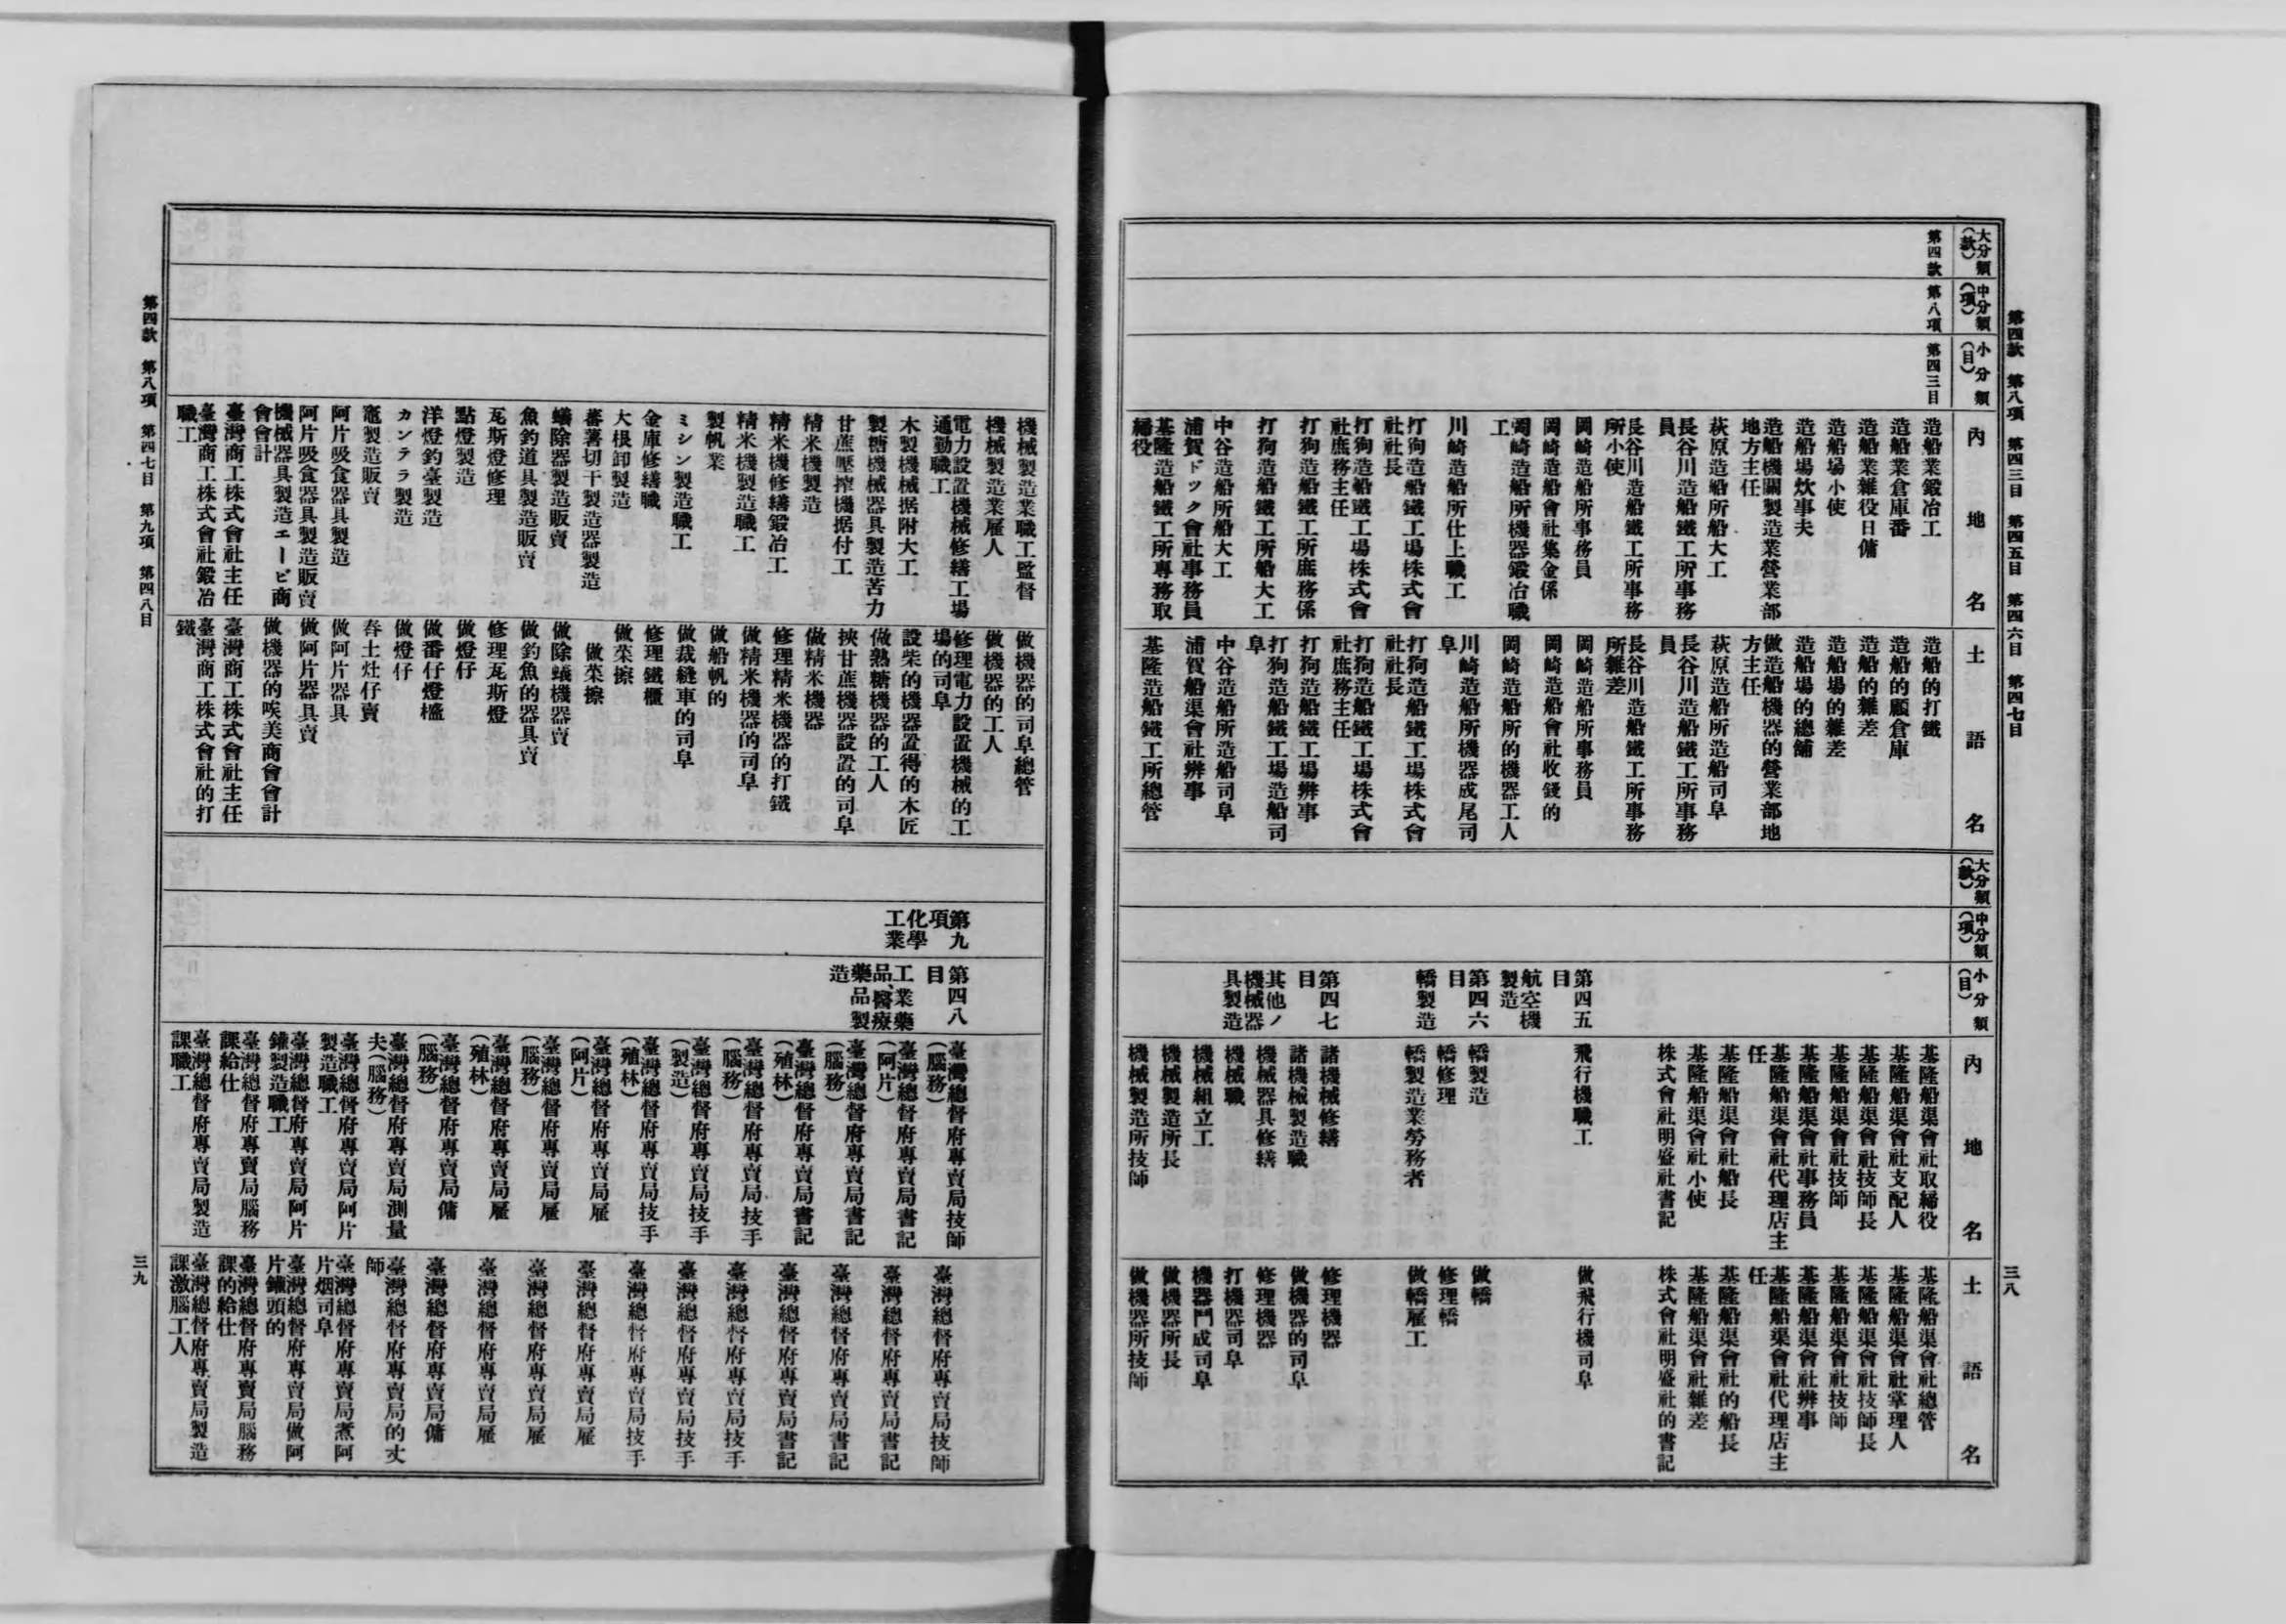 第四款 第八項 第四三目 第四五目 第四六目 第四七目
三八
大分類(款)
中分類(項)
小分類(目)
內地名
土語名
第四款
第八項
第四三目
造船業鍛冶工
造船業倉庫番
造船業雜役日傭
造船場小使
造船場炊事夫
造船機關製造業營業部
地方主任
萩原造船所船大工
長谷川造船鐵工所事務
員
長谷川造船鐵工所事務
所小使
岡崎造船所事務員
岡崎造船會社集金係
岡崎造船所機器鍛冶職
工
川崎造船所仕上職工
打狗造船鐵工場株式會
社社長
打狗造船鐵工場株式會
社庶務主任
打狗造船鐵工所庶務係
打狗造船鐵工所船大工
中谷造船所船大工
浦賀ドック會社事務員
基隆造船鐵工所專務取
締役
造船的打鐵
造船的顧倉庫
造船的雜差
造船場的雜差
造船場的總舖
做造船機器的營業部地
方主任
萩原造船所造船司阜
長谷川造船鐵工所事務
員
長谷川造船鐵工所事務
所雜差
岡崎造船所事務員
岡崎造船會社收錢的
岡崎造船所的機器工人
川崎造船所機器成尾司
阜
打狗造船鐵工場株式會
社社長
打狗造船鐵工場株式會
社庶務主任
打狗造船鐵工場辨事
打狗造船鐵工場造船司
阜
中谷造船所造船司阜
浦賀船渠會社辨事
基隆造船鐵工所總管
大分類(款)
中分類(項)
小分類(目)
內地名
土語名
第四五
目
航空機
製造
第四六
目
轎製造
第四七
目
其他ノ
機械器
具製造
基隆船渠會社取締役
基隆船渠會社支配人
基隆船渠會社技師長
基隆船渠會社技師
基隆船渠會社事務員
基隆船渠會社代理店主
任
基隆船渠會社船長
基隆船渠會社小使
株式會社明盛社書記
飛行機職工
轎製造
轎修理
轎製造業勞務者
諸機械修繕
諸機械製造職
機械器具修繕
機械職
機械組立工
機械製造所長
機械製造所技師
基隆船渠會社總管
基隆船渠會社掌理人
基隆船渠會社技師長
基隆船渠會社技師
基隆船渠會社辨事
基隆船渠會社代理店主
任
基隆船渠會社的船長
基隆船渠會社雜差
株式會社明盛社的書記
做飛行機司阜
做轎
修理轎
做轎雇工
修理機器
做機器的司阜
修理機器
打機器司阜
機器鬥成司阜
做機器所長
做機器所技師
機械製造業職工監督
機械製造業雇人
電力設置機械修繕工場
通勤職工
木製機械据附大工
製糖機械器具製造苦力
甘蔗壓搾機据付工
精米機製造
精米機修繕鍛冶工
精米機製造職工
製帆業
ミシン製造職工
金庫修繕職
大根卸製造
蕃薯切干製造器製造
蟻除器製造販賣
魚釣道具製造販賣
瓦斯燈修理
點燈製造
洋燈釣臺製造
カンテラ製造
竈製造販賣
阿片吸食器具製造
阿片吸食器具製造販賣
機械器具製造エービ商
會會計
臺灣商工株式會社主任
臺灣商工株式會社鍛冶
職工
做機器的司阜總管
做機器的工人
修理電力設置機械的工
場的司阜
設柴的機器置得的木匠
做熟糖機器的工人
挾甘蔗機器設置的司阜
做精米機器
修理精米機器的打鐵
做精米機器的司阜
做船帆的
做裁縫車的司阜
修理鐵櫃
做菜擦
做菜擦
做除蟻機器賣
做釣魚的器具賣
修理瓦斯燈
做燈仔
做番仔燈檻
做燈仔
舂土灶仔賣
做阿片器具
做阿片器具賣
做機器的唉美商會會計
臺灣商工株式會社主任
臺灣商工株式會社的打
鐵
第九
項
化學
工業
第四八
目
工業藥
品、醫療
藥品製
造
臺灣總督府專賣局技師
(腦務)
臺灣總督府專賣局書記
(阿片)
臺灣總督府專賣局書記
(腦務)
臺灣總督府專賣局書記
(殖林)
臺灣總督府專賣局技手
(腦務)
臺灣總督府專賣局技手
(製造)
臺灣總督府專賣局技手
(殖林)
臺灣總督府專賣局雇
(阿片)
臺灣總督府專賣局雇
(腦務)
臺灣總督府專賣局雇
(殖林)
臺灣總督府專賣局傭
(腦務)
臺灣總督府專賣局測量
夫(腦務)
臺灣總督府專賣局阿片
製造職工
臺灣總督府專賣局阿片
鑵製造職工
臺灣總督府專賣局腦務
課給仕
臺灣總督府專賣局製造
課職工
臺灣總督府專賣局技師
臺灣總督府專賣局書記
臺灣總督府專賣局書記
臺灣總督府專賣局書記
臺灣總督府專賣局技手
臺灣總督府專賣局技手
臺灣總督府專賣局技手
臺灣總督府專賣局雇
臺灣總督府專賣局雇
臺灣總督府專賣局雇
臺灣總督府專賣局傭
臺灣總督府專賣局的丈
師
臺灣總督府專賣局煮阿
片烟司阜
臺灣總督府專賣局做阿
片鑵頭的
臺灣總督府專賣局腦務
課的給仕
臺灣總督府專賣局製造
課激腦工人
第四款 第八項 第四七目 第九項 第四八目
三九